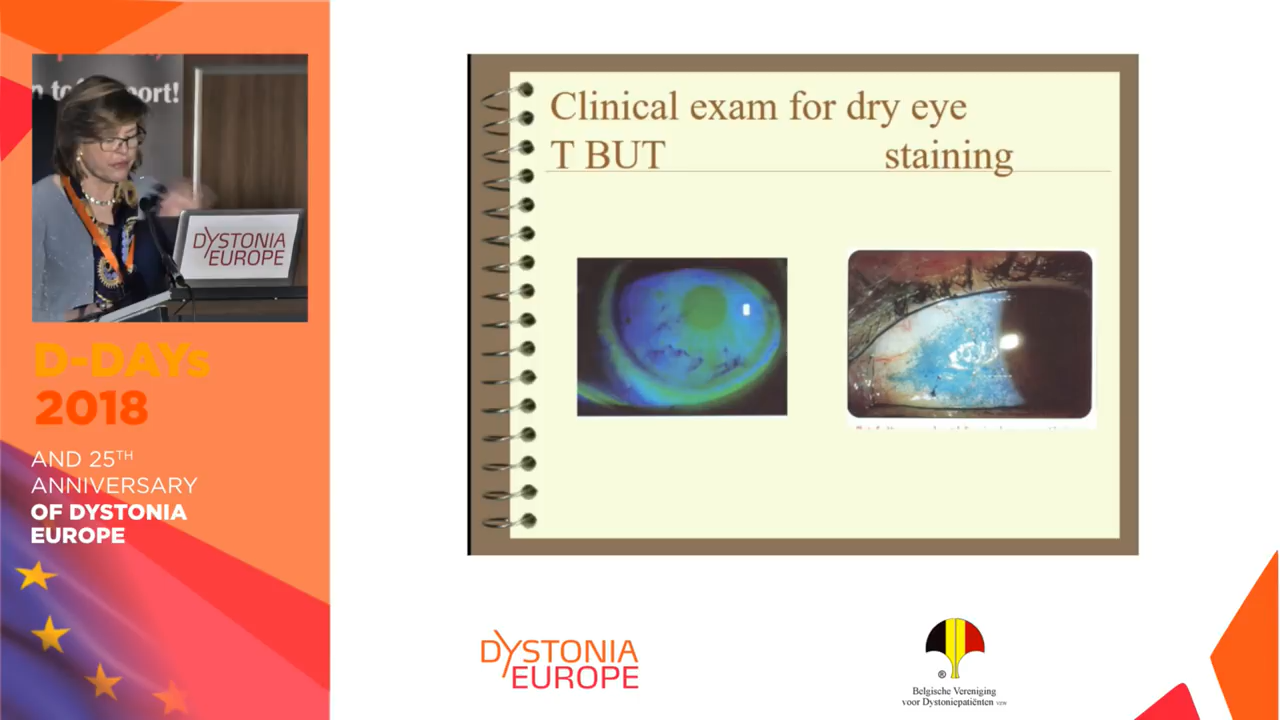 ort!
DYSTONIA
EUROPE
D-DAYs
2018
AND 25TH
ANNIVERSARY
OF DYSTONIA
EUROPE
Clinical exam for dry eye
T BUT staining
DYSTONIA
EUROPE
®
Belgische Vereniging
voor Dystoniepatiënten vzw